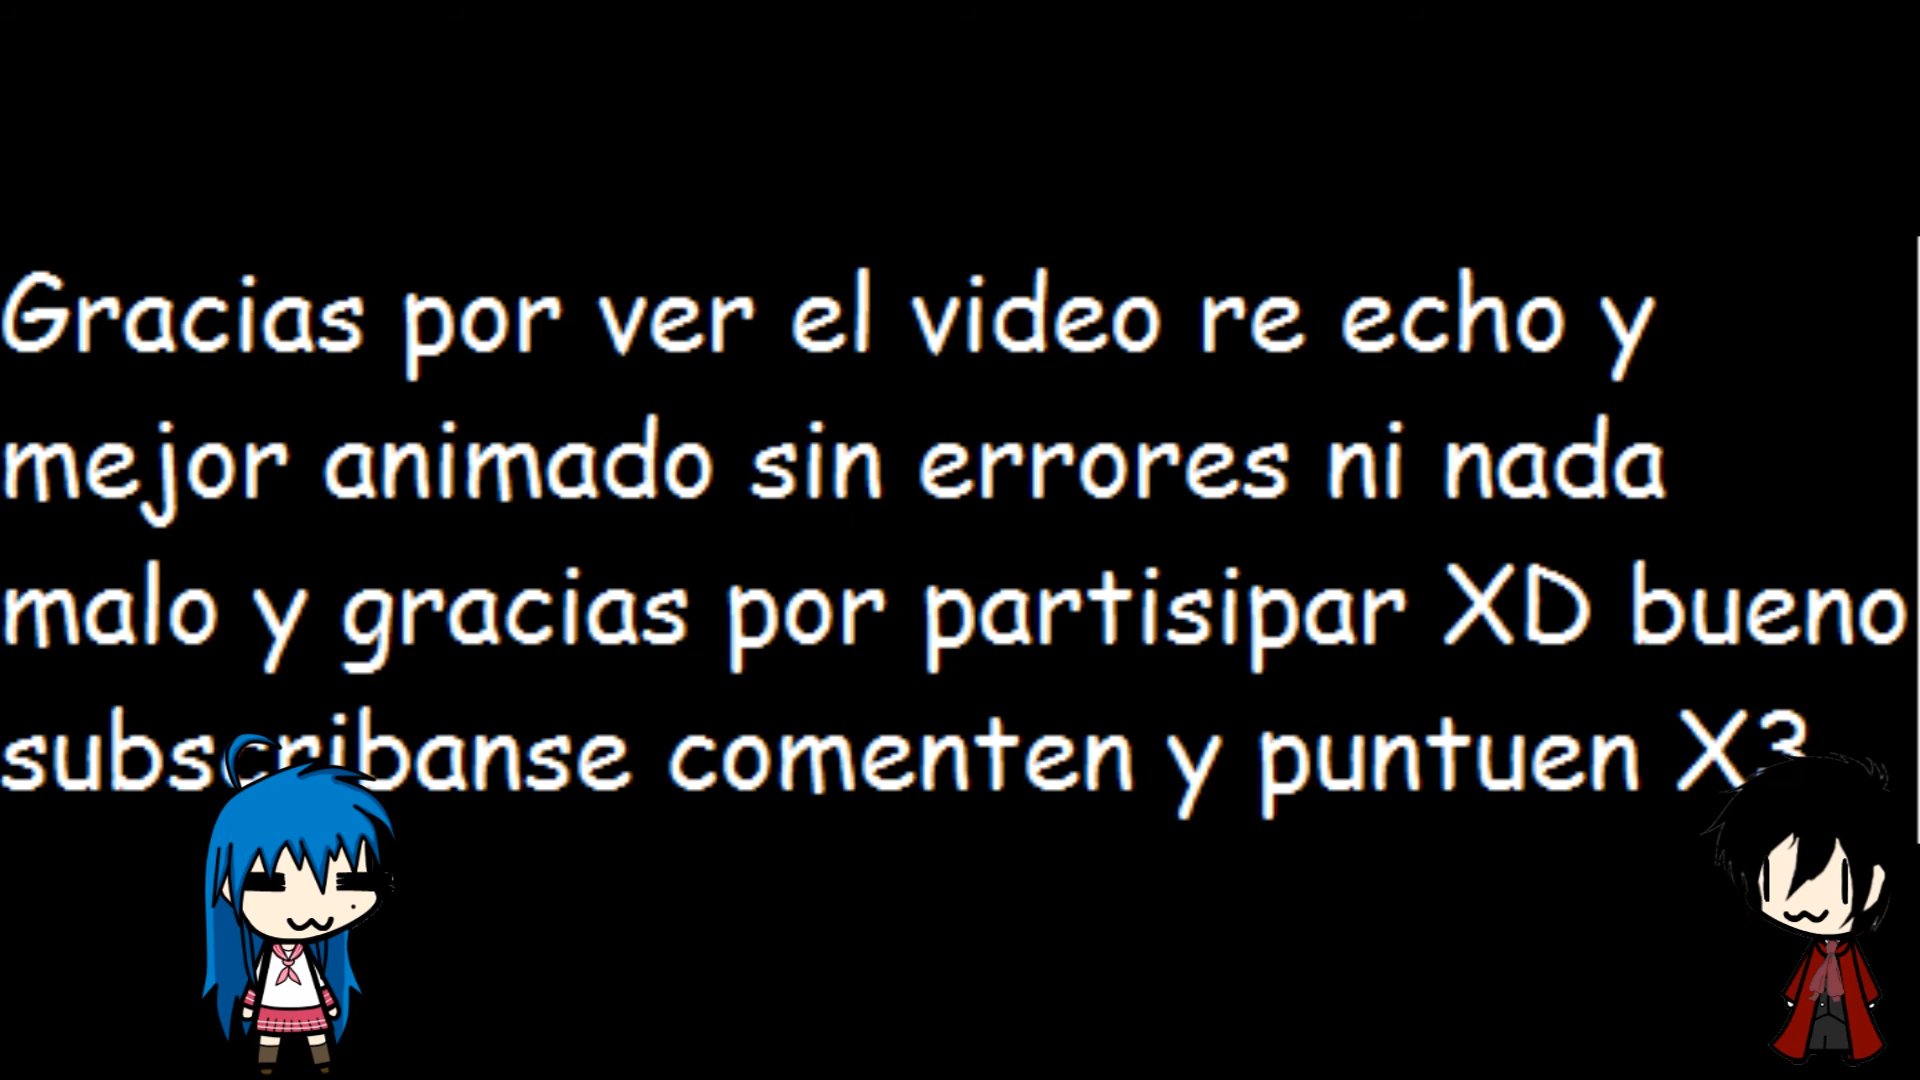 Gracias por ver el video re echo y
mejor animado sin errores ni nada
malo y gracias por partisipar XD bueno
subscribanse comenten y puntuen X3